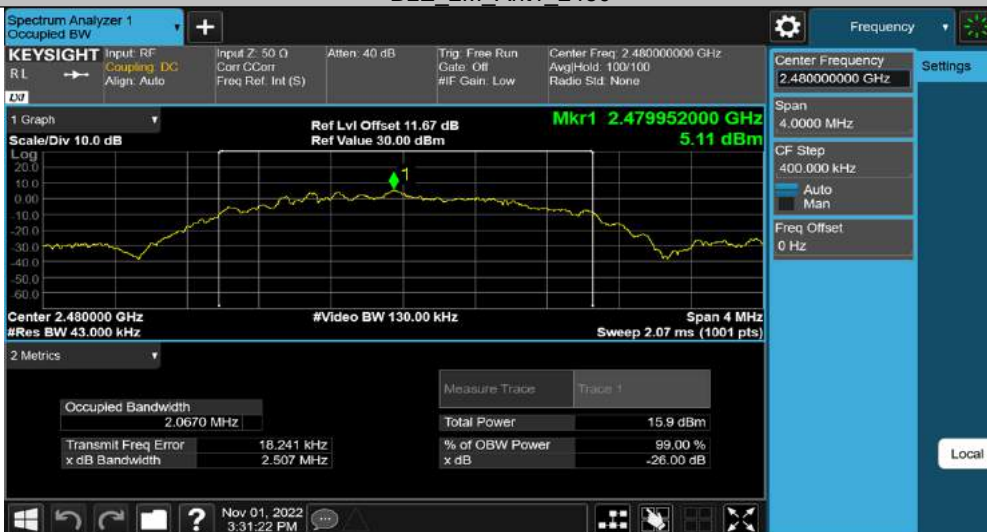 Spectrum Analyzer 1
Occupied BW
+
Frequency
KEYSIGHT
RL
LXI
Input: RF
Coupling: DC
Align: Auto
Input Z: 50 Ω
Corr CCorr
Freq Ref: Int (S)
Atten: 40 dB
Trig: Free Run
Gate: Off
#IF Gain: Low
Center Freq: 2.480000000 GHz
Avg|Hold: 100/100
Radio Std: None
Center Frequency
2.480000000 GHz
Settings
Span
4.0000 MHz
CF Step
400.000 kHz
Auto
Man
Freq Offset
0 Hz
1 Graph
Scale/Div 10.0 dB
Ref Lvl Offset 11.67 dB
Ref Value 30.00 dBm
Mkr1 2.479952000 GHz
5.11 dBm
Log
20.0
10.0
0.00
-10.0
-20.0
-30.0
-40.0
-50.0
-60.0
1
Center 2.480000 GHz
#Res BW 43.000 kHz
#Video BW 130.00 kHz
Span 4 MHz
Sweep 2.07 ms (1001 pts)
2 Metrics
Measure Trace Trace 1
Occupied Bandwidth
2.0670 MHz
Total Power 15.9 dBm
Transmit Freq Error 18.241 kHz
% of OBW Power 99.00 %
x dB Bandwidth 2.507 MHz
x dB -26.00 dB
Local
?
Nov 01, 2022
3:31:22 PM